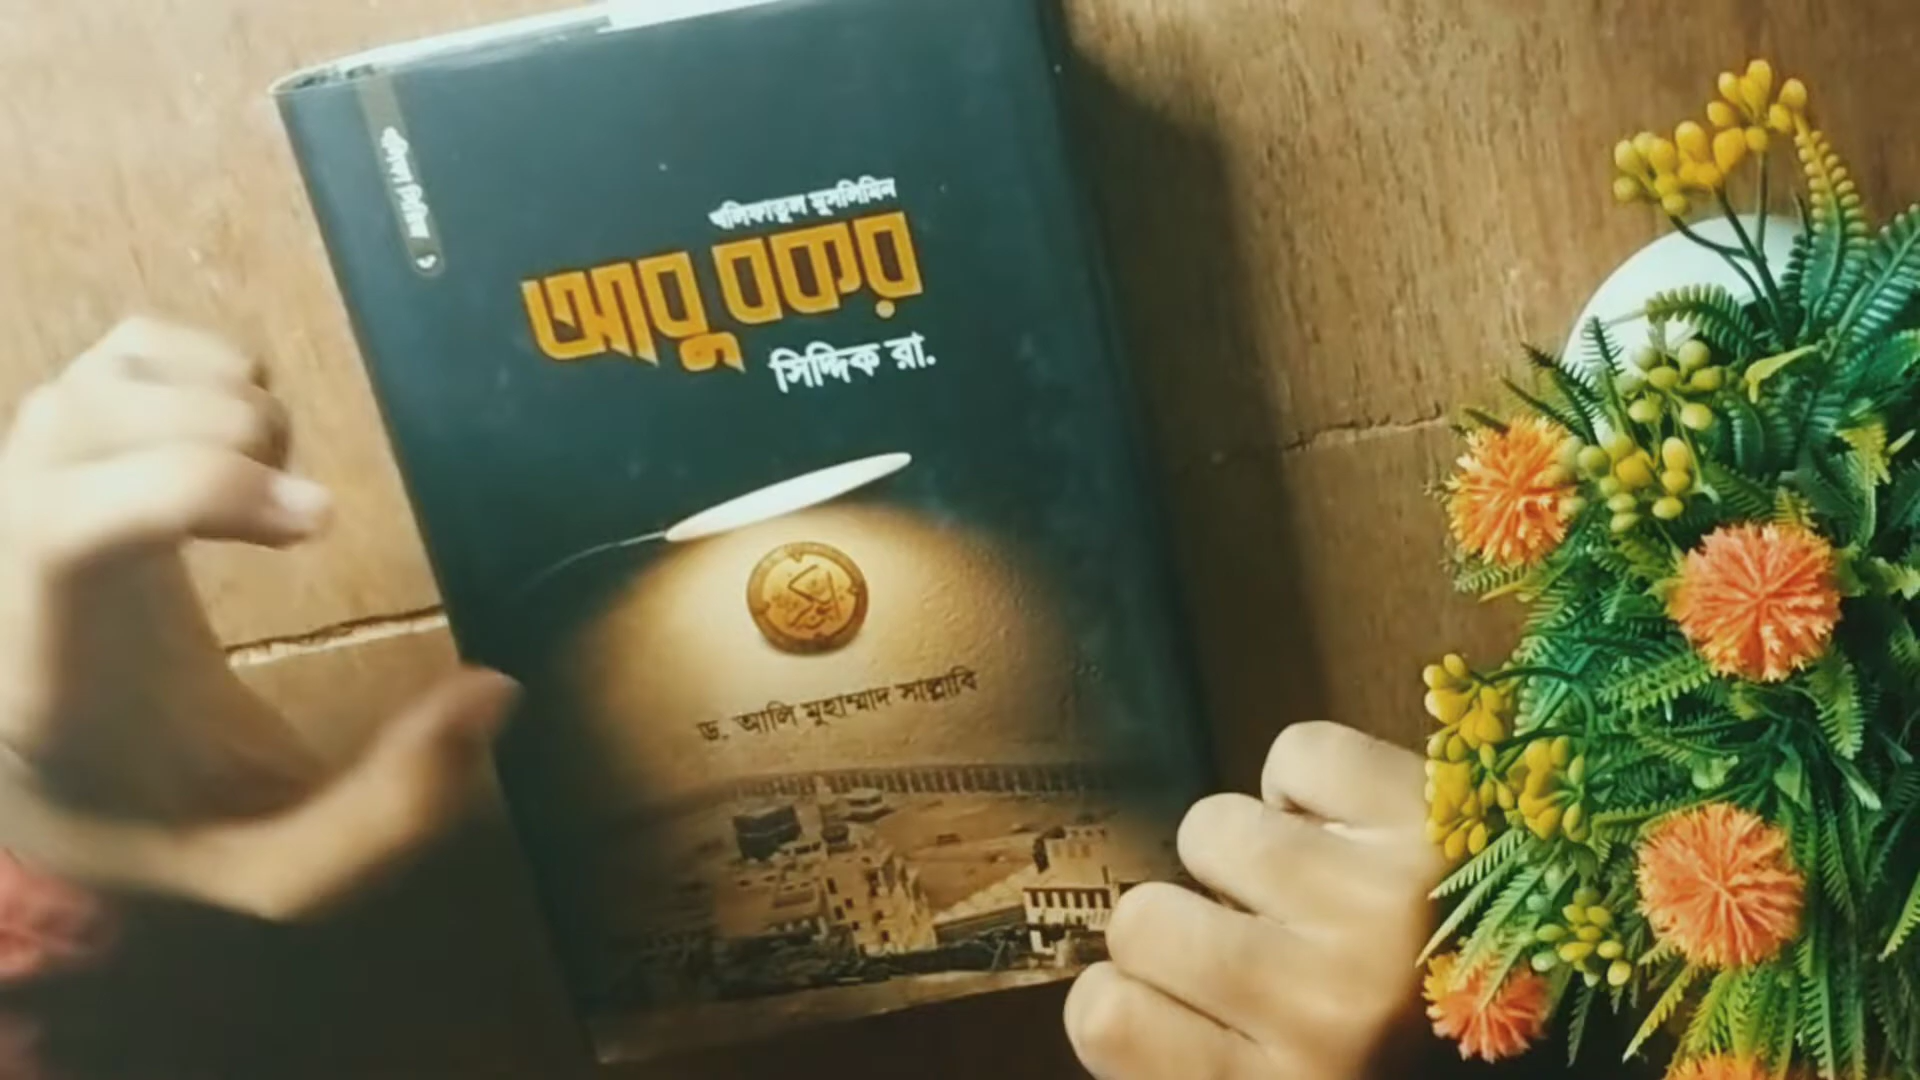 খলিফাতুল মুসলিমিন
আবু বকর
সিদ্দিক রা.
ড. আলি মুহাম্মাদ সাল্লাবি